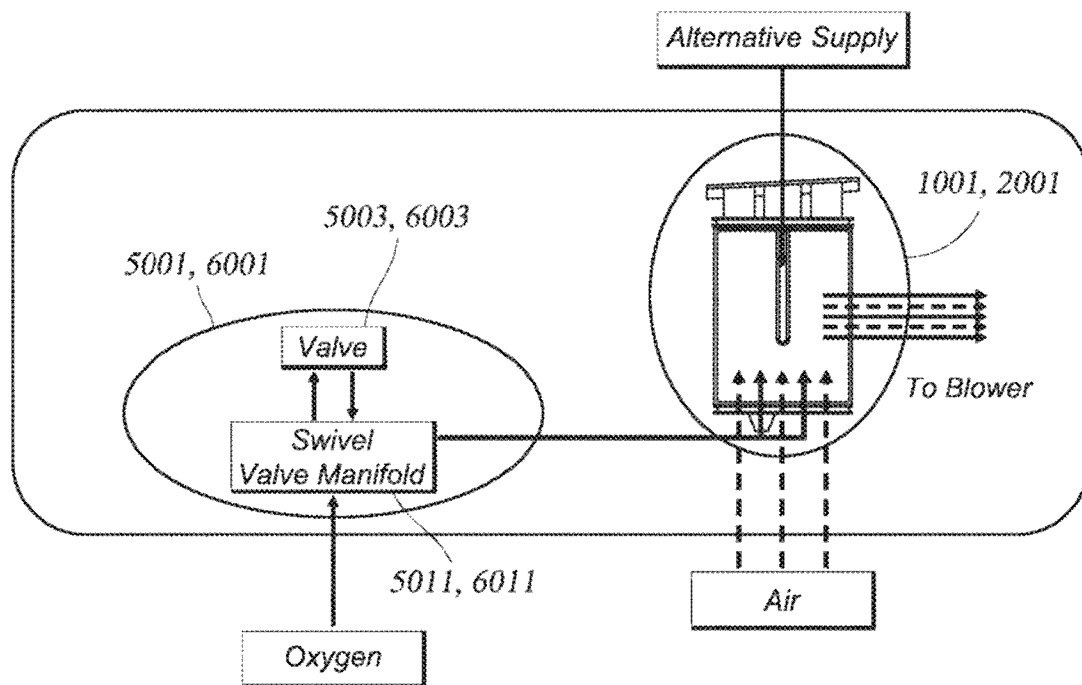 Alternative Supply
1001, 2001
5003, 6003
5001, 6001
Valve
To Blower
Swivel
Valve Manifold
5011, 6011
Air
Oxygen